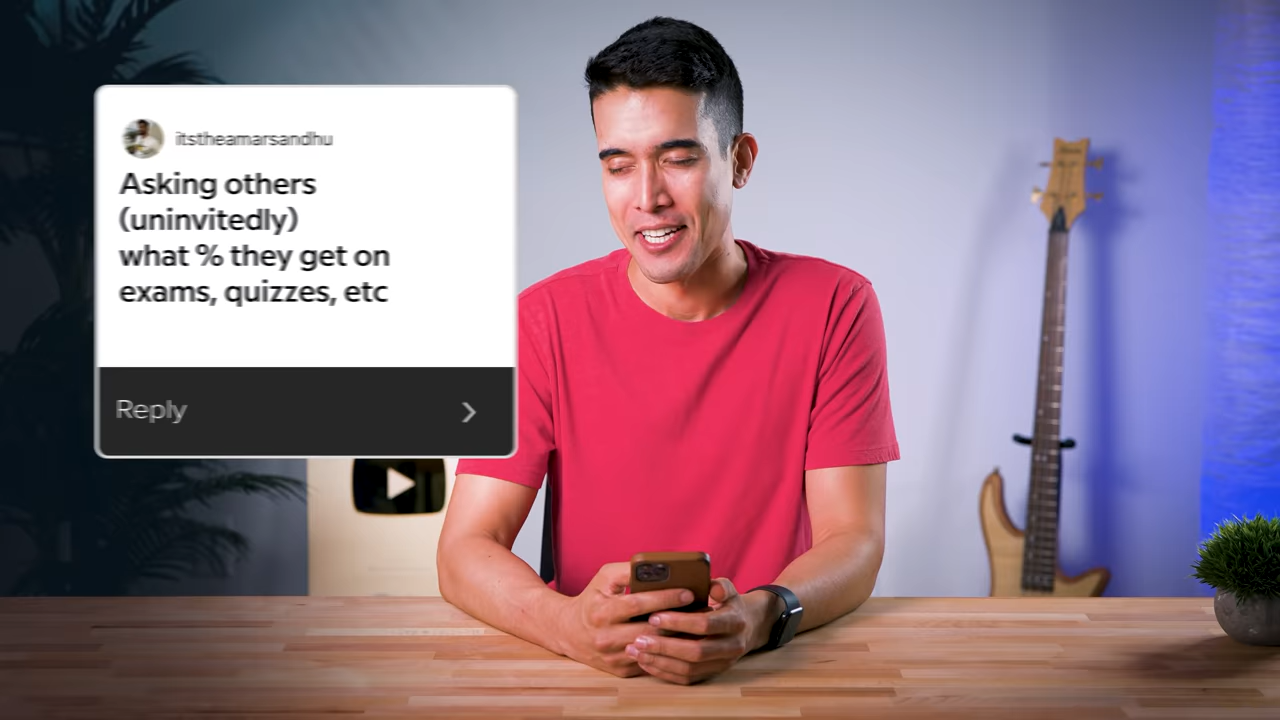 itstheamarsandhu
Asking others
(uninvitedly)
what % they get on
exams, quizzes, etc
Reply